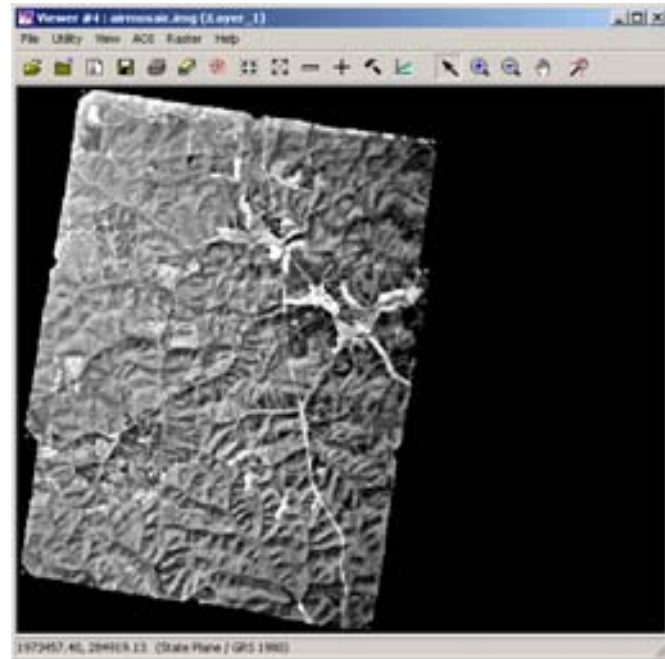 Viewer #4 : airmosaic.img (:Layer_1)
File Utility View AOI Raster Help
1973457.40, 284919.13 (State Plane / GRS 1980)